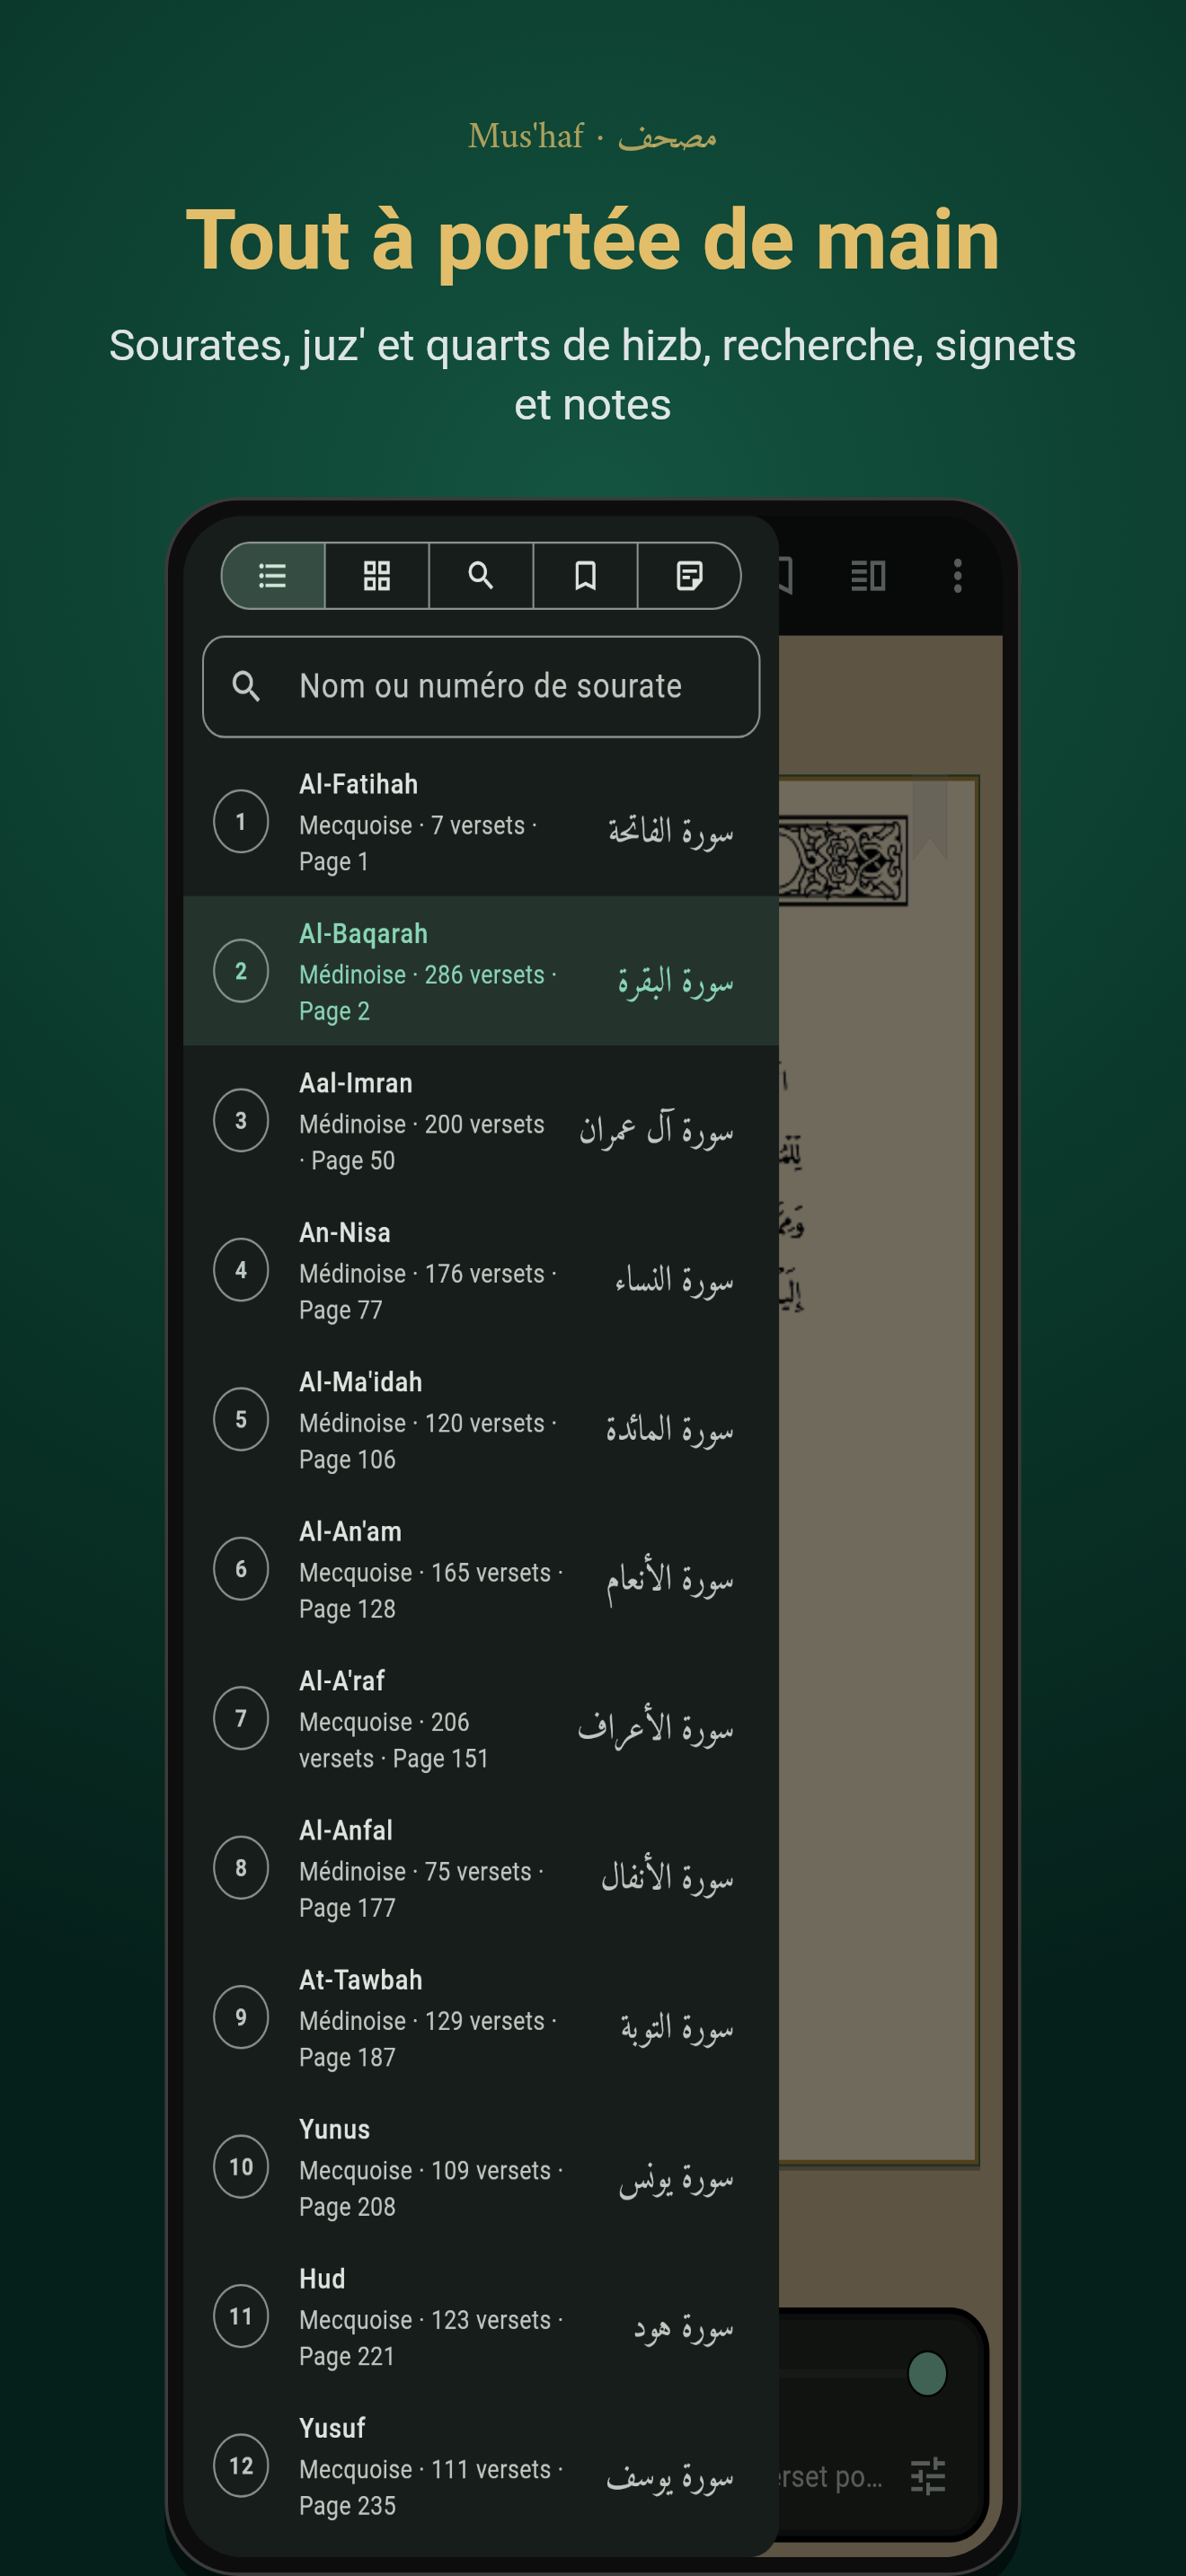 Mus'haf · مصحف
Tout à portée de main
Sourates, juz' et quarts de hizb, recherche, signets
et notes
Nom ou numéro de sourate
1
Al-Fatihah
Mecquoise · 7 versets ·
Page 1
سورة الفاتحة
2
Al-Baqarah
Médinoise · 286 versets ·
Page 2
سورة البقرة
3
Aal-Imran
Médinoise · 200 versets
· Page 50
سورة آل عمران
4
An-Nisa
Médinoise · 176 versets ·
Page 77
سورة النساء
5
Al-Ma'idah
Médinoise · 120 versets ·
Page 106
سورة المائدة
6
Al-An'am
Mecquoise · 165 versets ·
Page 128
سورة الأنعام
7
Al-A'raf
Mecquoise · 206
versets · Page 151
سورة الأعراف
8
Al-Anfal
Médinoise · 75 versets ·
Page 177
سورة الأنفال
9
At-Tawbah
Médinoise · 129 versets ·
Page 187
سورة التوبة
10
Yunus
Mecquoise · 109 versets ·
Page 208
سورة يونس
11
Hud
Mecquoise · 123 versets ·
Page 221
سورة هود
12
Yusuf
Mecquoise · 111 versets ·
Page 235
سورة يوسف
erset po...